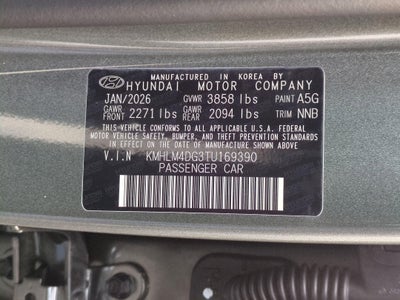 MANUFACTURED IN KOREA BY
HYUNDAI MOTOR COMPANY
JAN/2026 GVWR 3858 lbs PAINT A5G
GAWR FRONT 2271 lbs GAWR REAR 2094 lbs TRIM NNB
THIS VEHICLE CONFORMS TO ALL APPLICABLE U.S. FEDERAL
MOTOR VEHICLE SAFETY, BUMPER, AND THEFT PREVENTION STANDARDS
IN EFFECT ON THE DATE OF MANUFACTURE SHOWN ABOVE.
V.I.N KMHLM4DG3TU169390
PASSENGER CAR